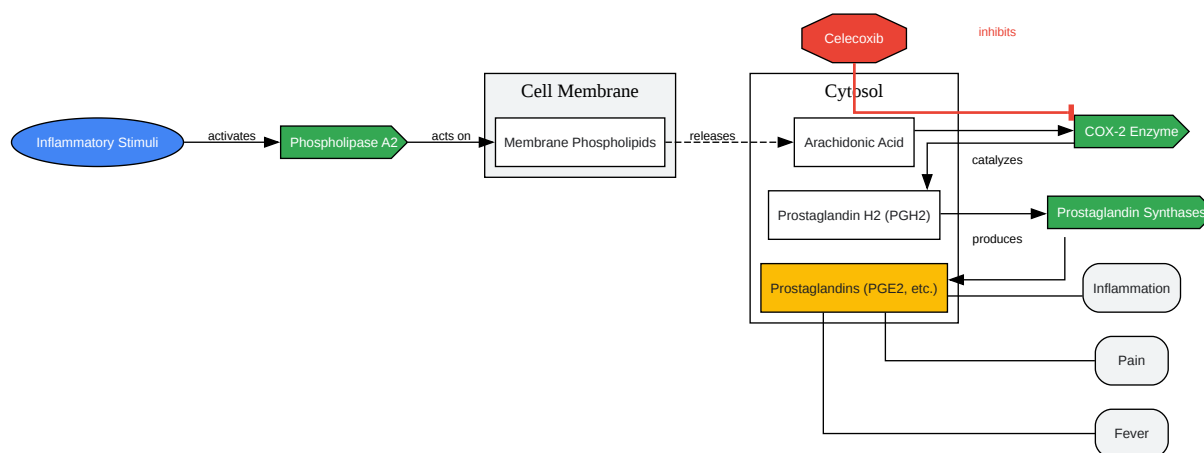 Celecoxib
inhibits
Cell Membrane
Cytosol
Inflammatory Stimuli
activates
Phospholipase A2
acts on
Membrane Phospholipids
releases
Arachidonic Acid
COX-2 Enzyme
catalyzes
Prostaglandin H2 (PGH2)
Prostaglandin Synthases
produces
Prostaglandins (PGE2, etc.)
Inflammation
Pain
Fever